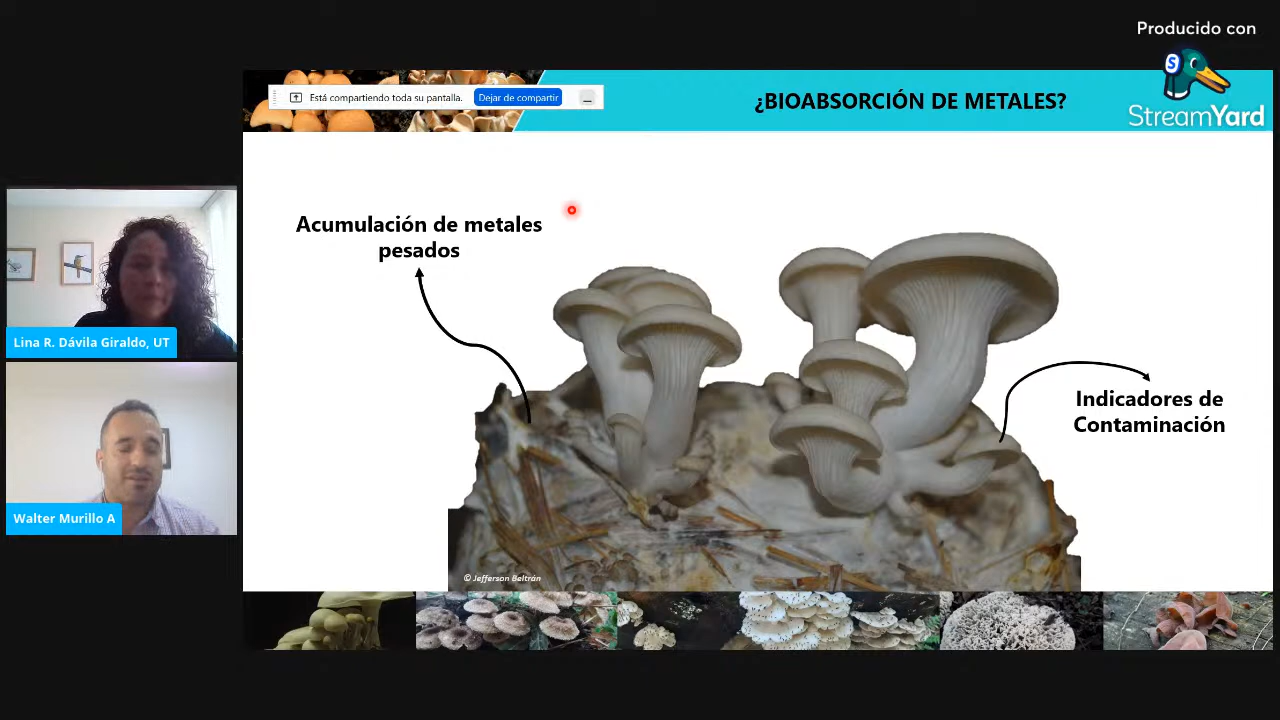 Producido con
StreamYard
Está compartiendo toda su pantalla.
Dejar de compartir
¿BIOABSORCIÓN DE METALES?
Acumulación de metales
pesados
Indicadores de
Contaminación
© Jefferson Beltrán
Lina R. Dávila Giraldo, UT
Walter Murillo A